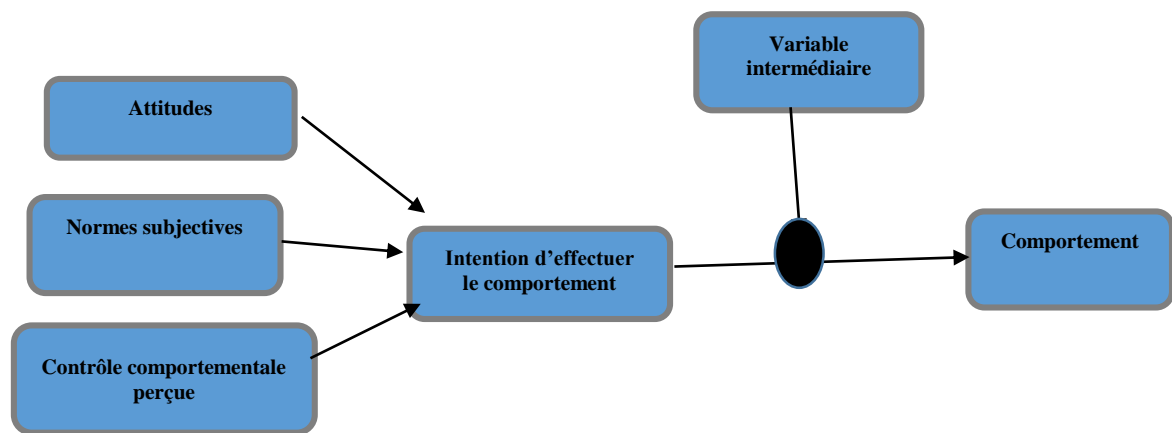 Variable
intermédiaire
Attitudes
Normes subjectives
Intention d’effectuer
le comportement
Comportement
Contrôle comportementale
perçue